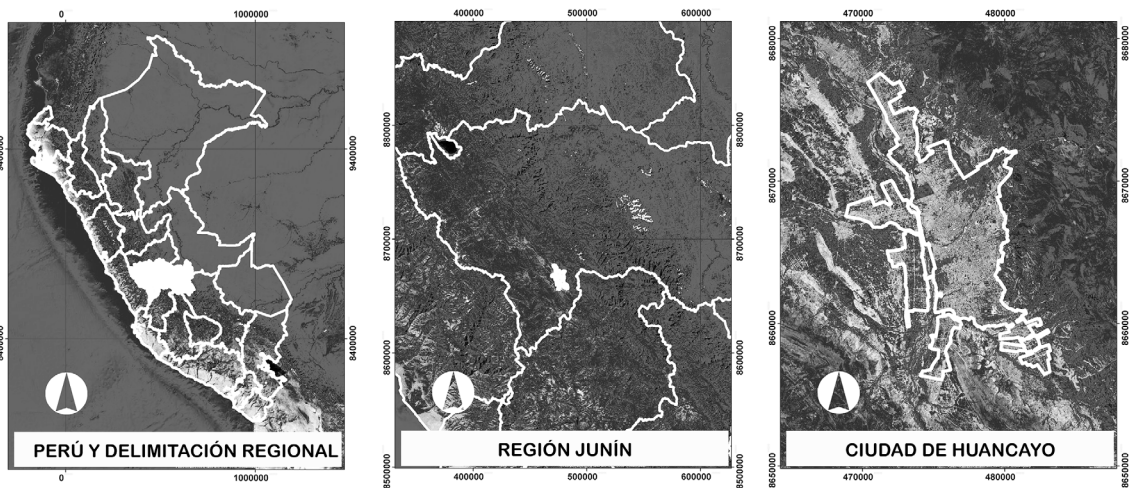 0 1000000
9400000 9400000
8400000 8400000
PERÚ Y DELIMITACIÓN REGIONAL
0 1000000
400000 500000 600000
8800000 8800000
8700000 8700000
8600000 8600000
REGIÓN JUNÍN
8500000 8500000
400000 500000 600000
470000 480000
8680000 8680000
8670000 8670000
8660000 8660000
CIUDAD DE HUANCAYO
8650000 8650000
470000 480000